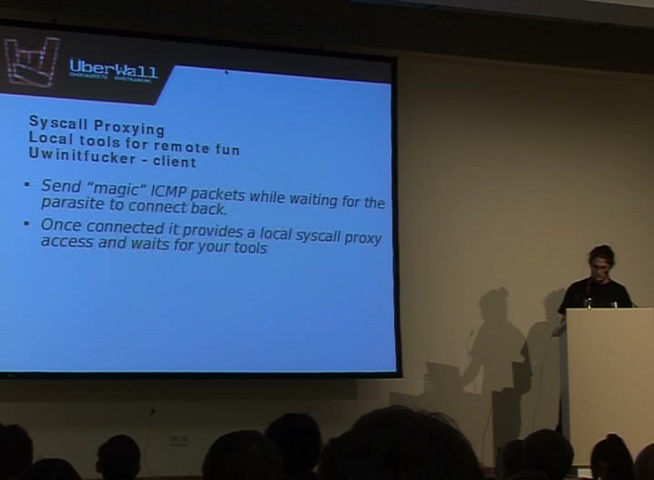 UberWall
Syscall Proxying
Local tools for remote fun
Uwinitfucker - client
Send “magic” ICMP packets while waiting for the
parasite to connect back.
Once connected it provides a local syscall proxy
access and waits for your tools